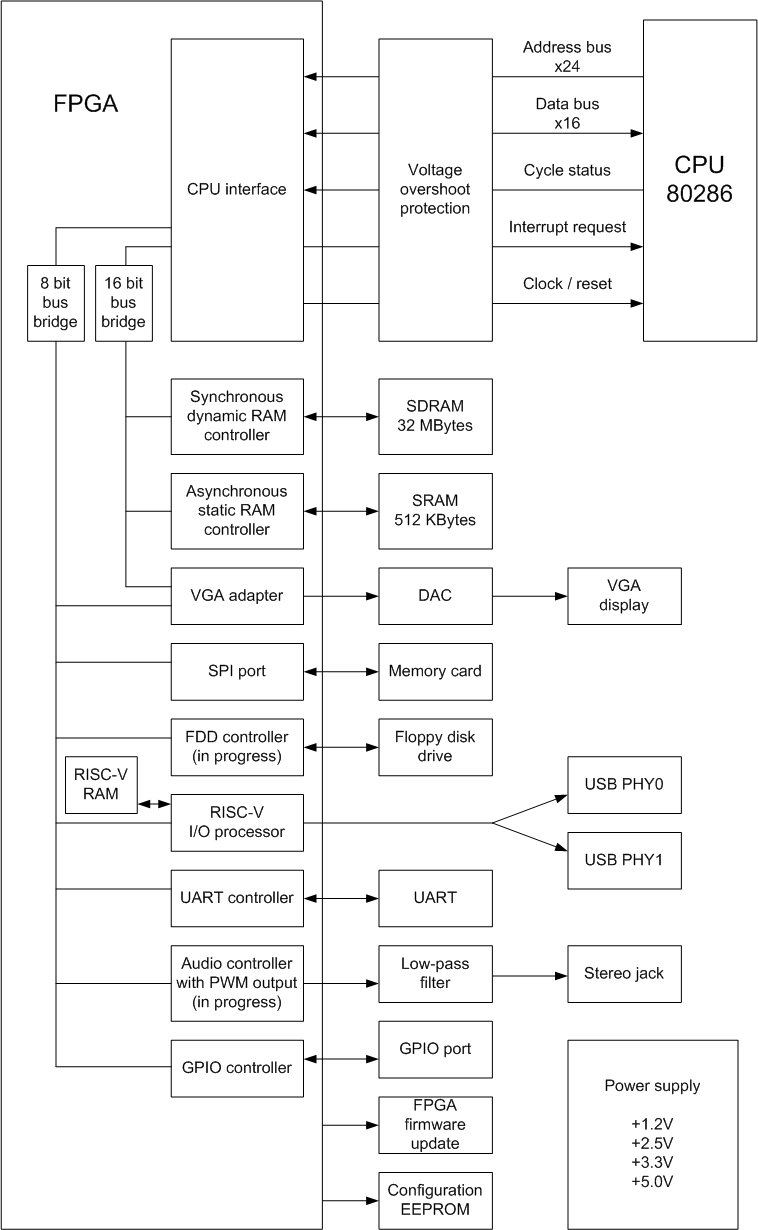 FPGA
CPU interface
Voltage
overshoot
protection
Address bus
x24
Data bus
x16
Cycle status
Interrupt request
Clock / reset
CPU
80286
8 bit
bus
bridge
16 bit
bus
bridge
Synchronous
dynamic RAM
controller
SDRAM
32 MBytes
Asynchronous
static RAM
controller
SRAM
512 KBytes
VGA adapter
DAC
VGA
display
SPI port
Memory card
FDD controller
(in progress)
Floppy disk
drive
RISC-V
RAM
RISC-V
I/O processor
USB PHY0
USB PHY1
UART controller
UART
Audio controller
with PWM output
(in progress)
Low-pass
filter
Stereo jack
GPIO controller
GPIO port
FPGA
firmware
update
Configuration
EEPROM
Power supply
+1.2V
+2.5V
+3.3V
+5.0V